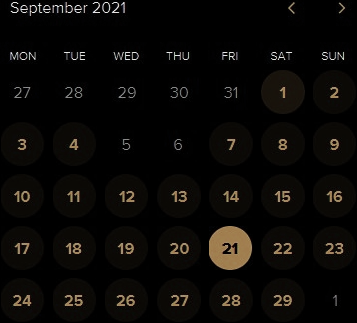 September 2021
MON TUE WED THU FRI SAT SUN
27 28 29 30 31 1 2
3 4 5 6 7 8 9
10 11 12 13 14 15 16
17 18 19 20 21 22 23
24 25 26 27 28 29 1